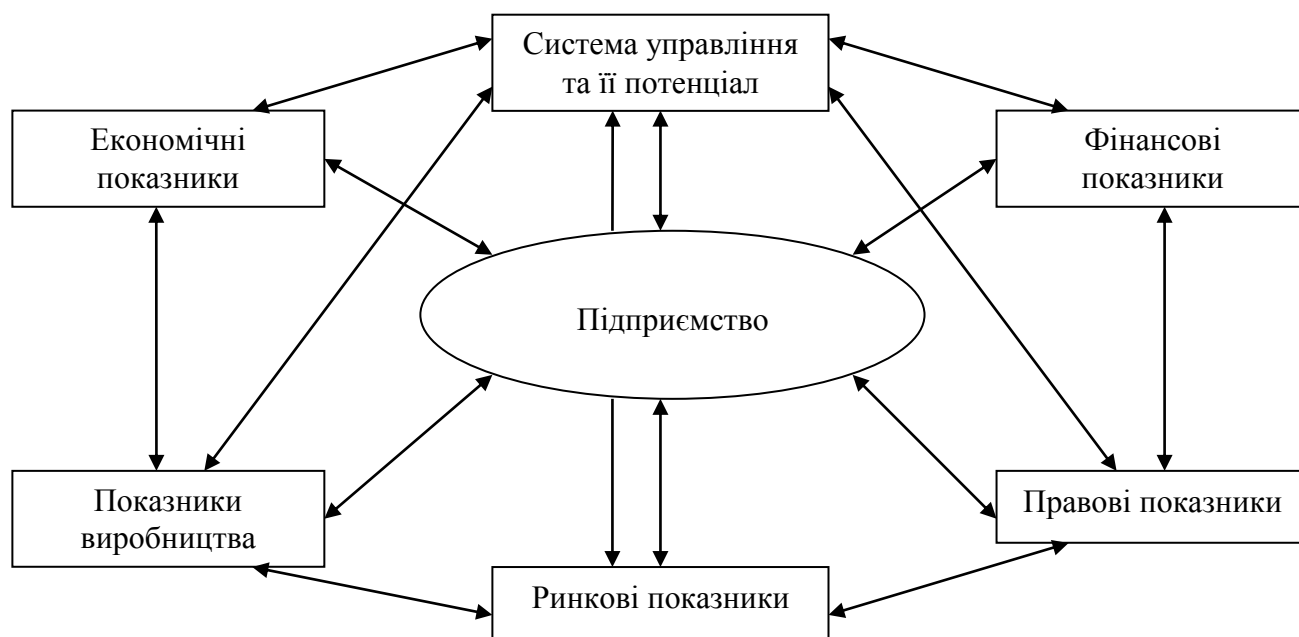 Система управління
та її потенціал
Економічні
показники
Фінансові
показники
Підприємство
Показники
виробництва
Правові показники
Ринкові показники